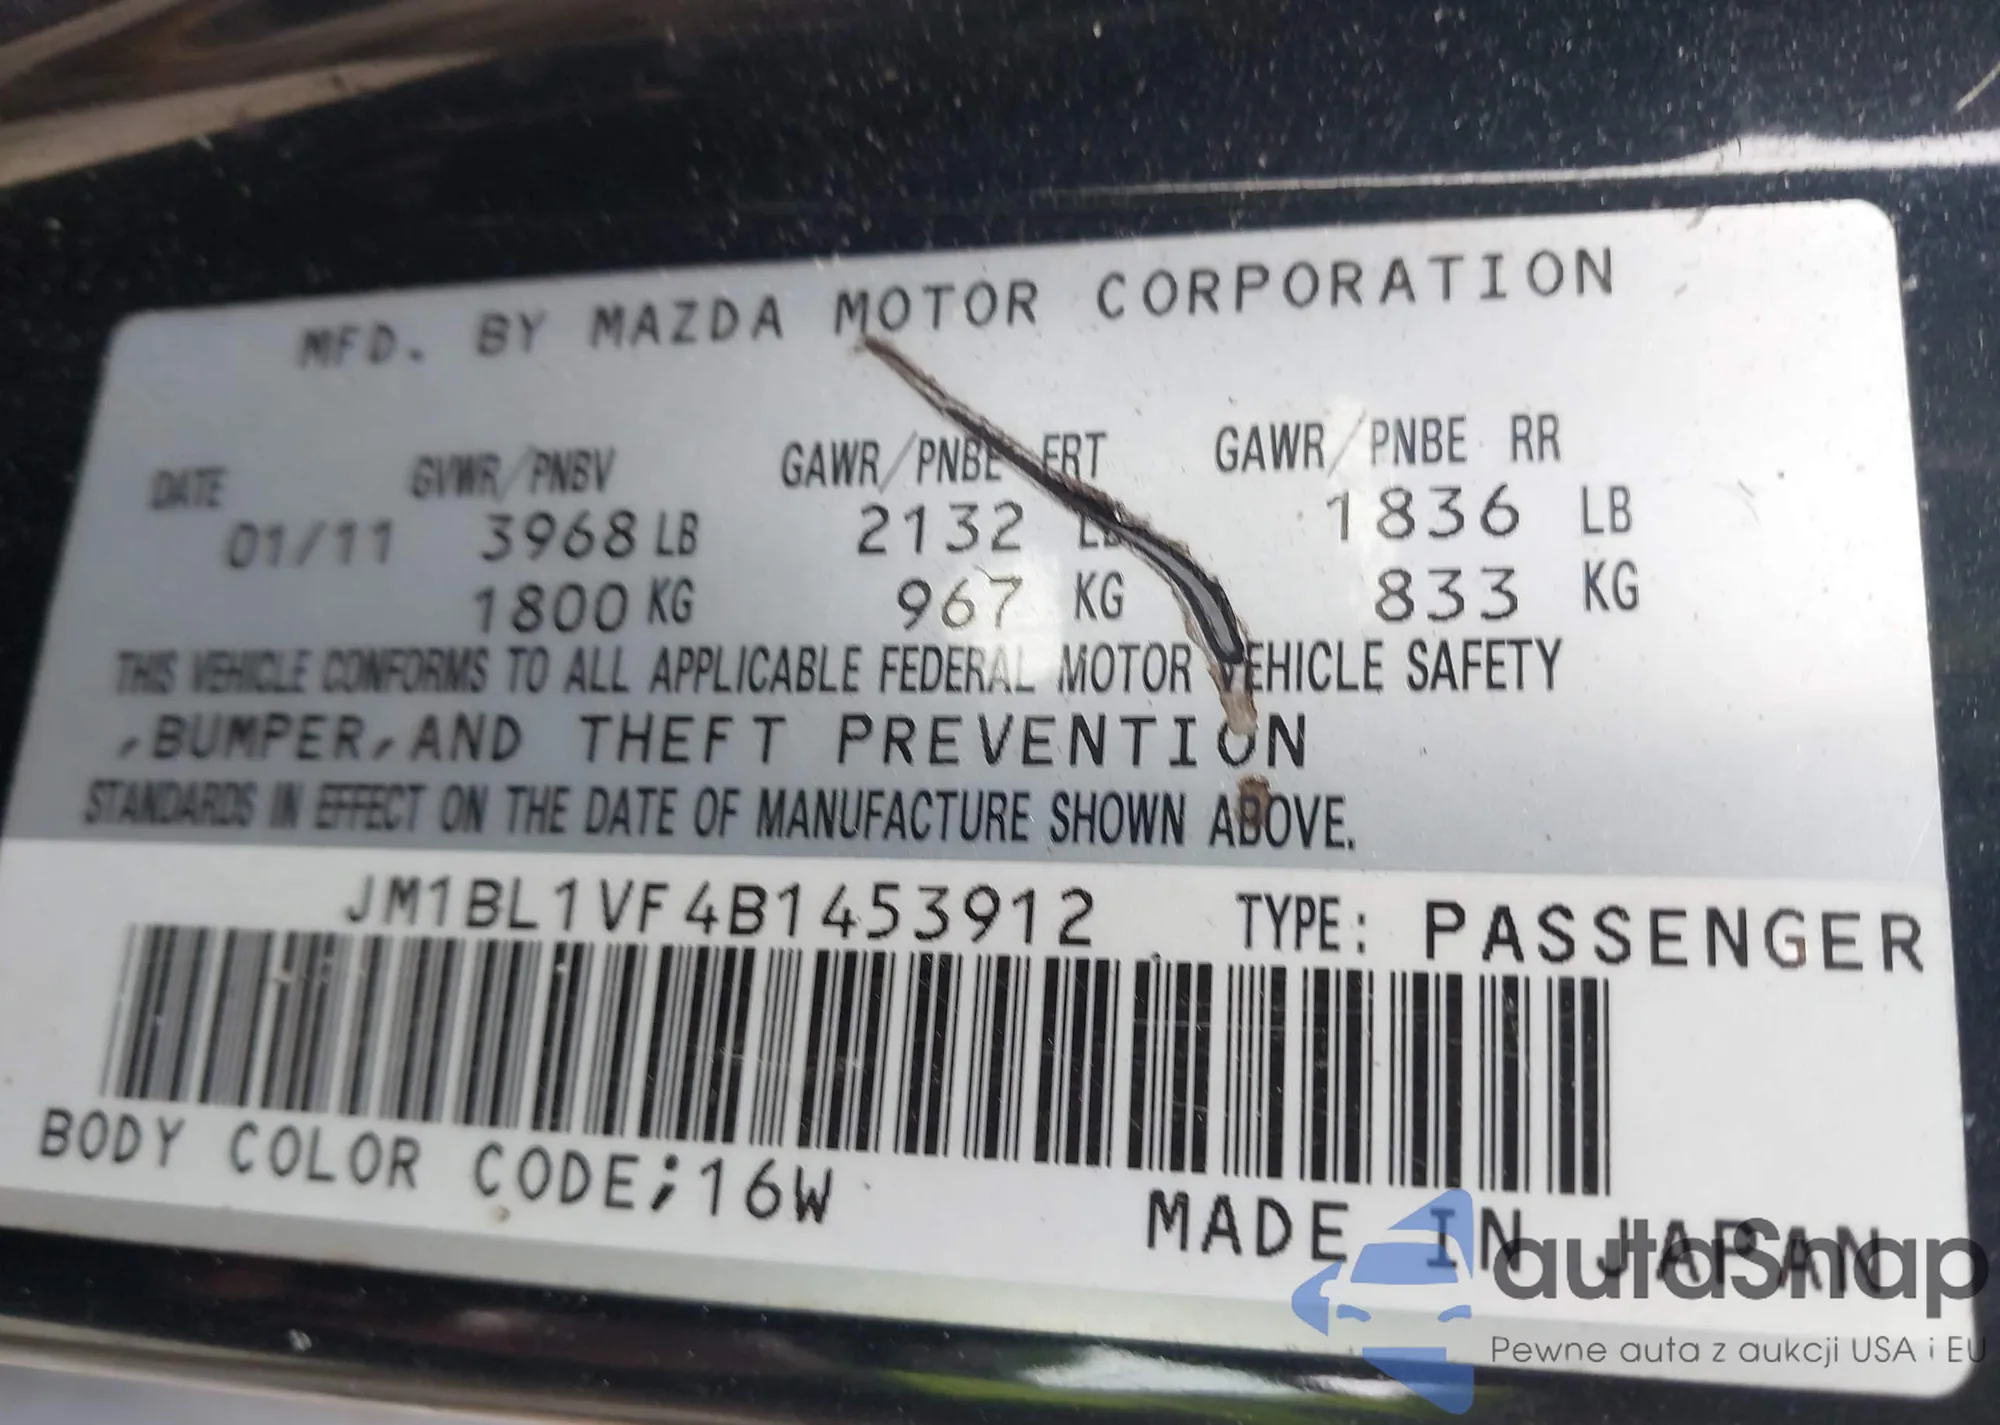 MFD. BY MAZDA MOTOR CORPORATION
DATE GVWR/PNBV GAWR/PNBE FRT GAWR/PNBE RR
01/11 3968 LB 2132 LB 1836 LB
1800 KG 967 KG 833 KG
THIS VEHICLE CONFORMS TO ALL APPLICABLE FEDERAL MOTOR VEHICLE SAFETY
,BUMPER,AND THEFT PREVENTION
STANDARDS IN EFFECT ON THE DATE OF MANUFACTURE SHOWN ABOVE.
JM1BL1VF4B1453912 TYPE: PASSENGER
BODY COLOR CODE;16W
MADE IN JAPAN
autaSnap
Pewne auta z aukcji USA i EU